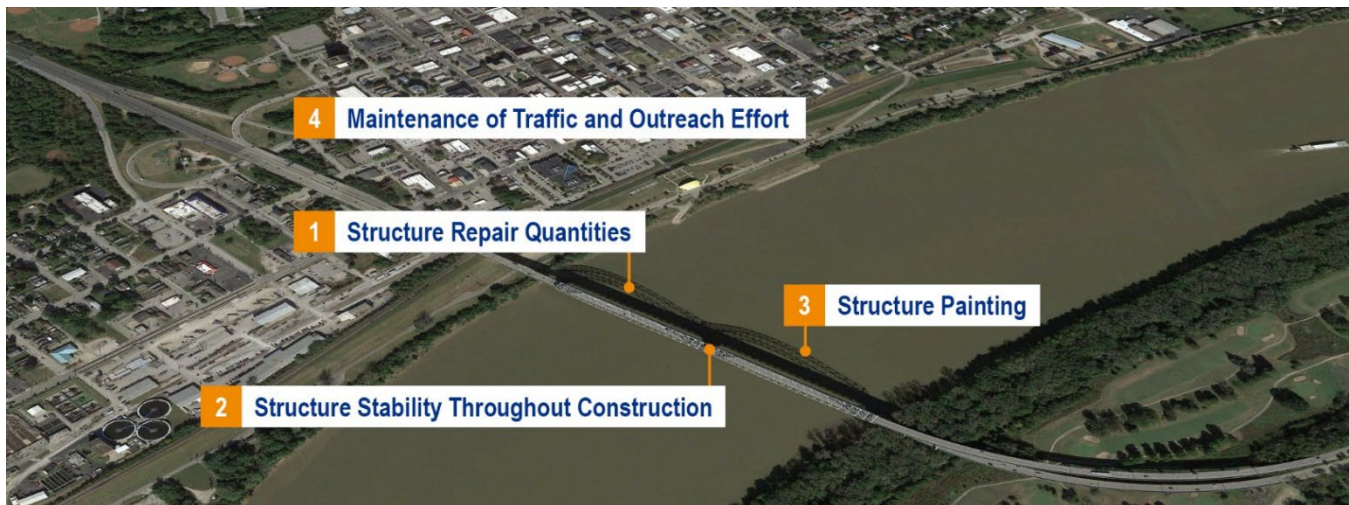 4 Maintenance of Traffic and Outreach Effort
1 Structure Repair Quantities
3 Structure Painting
2 Structure Stability Throughout Construction